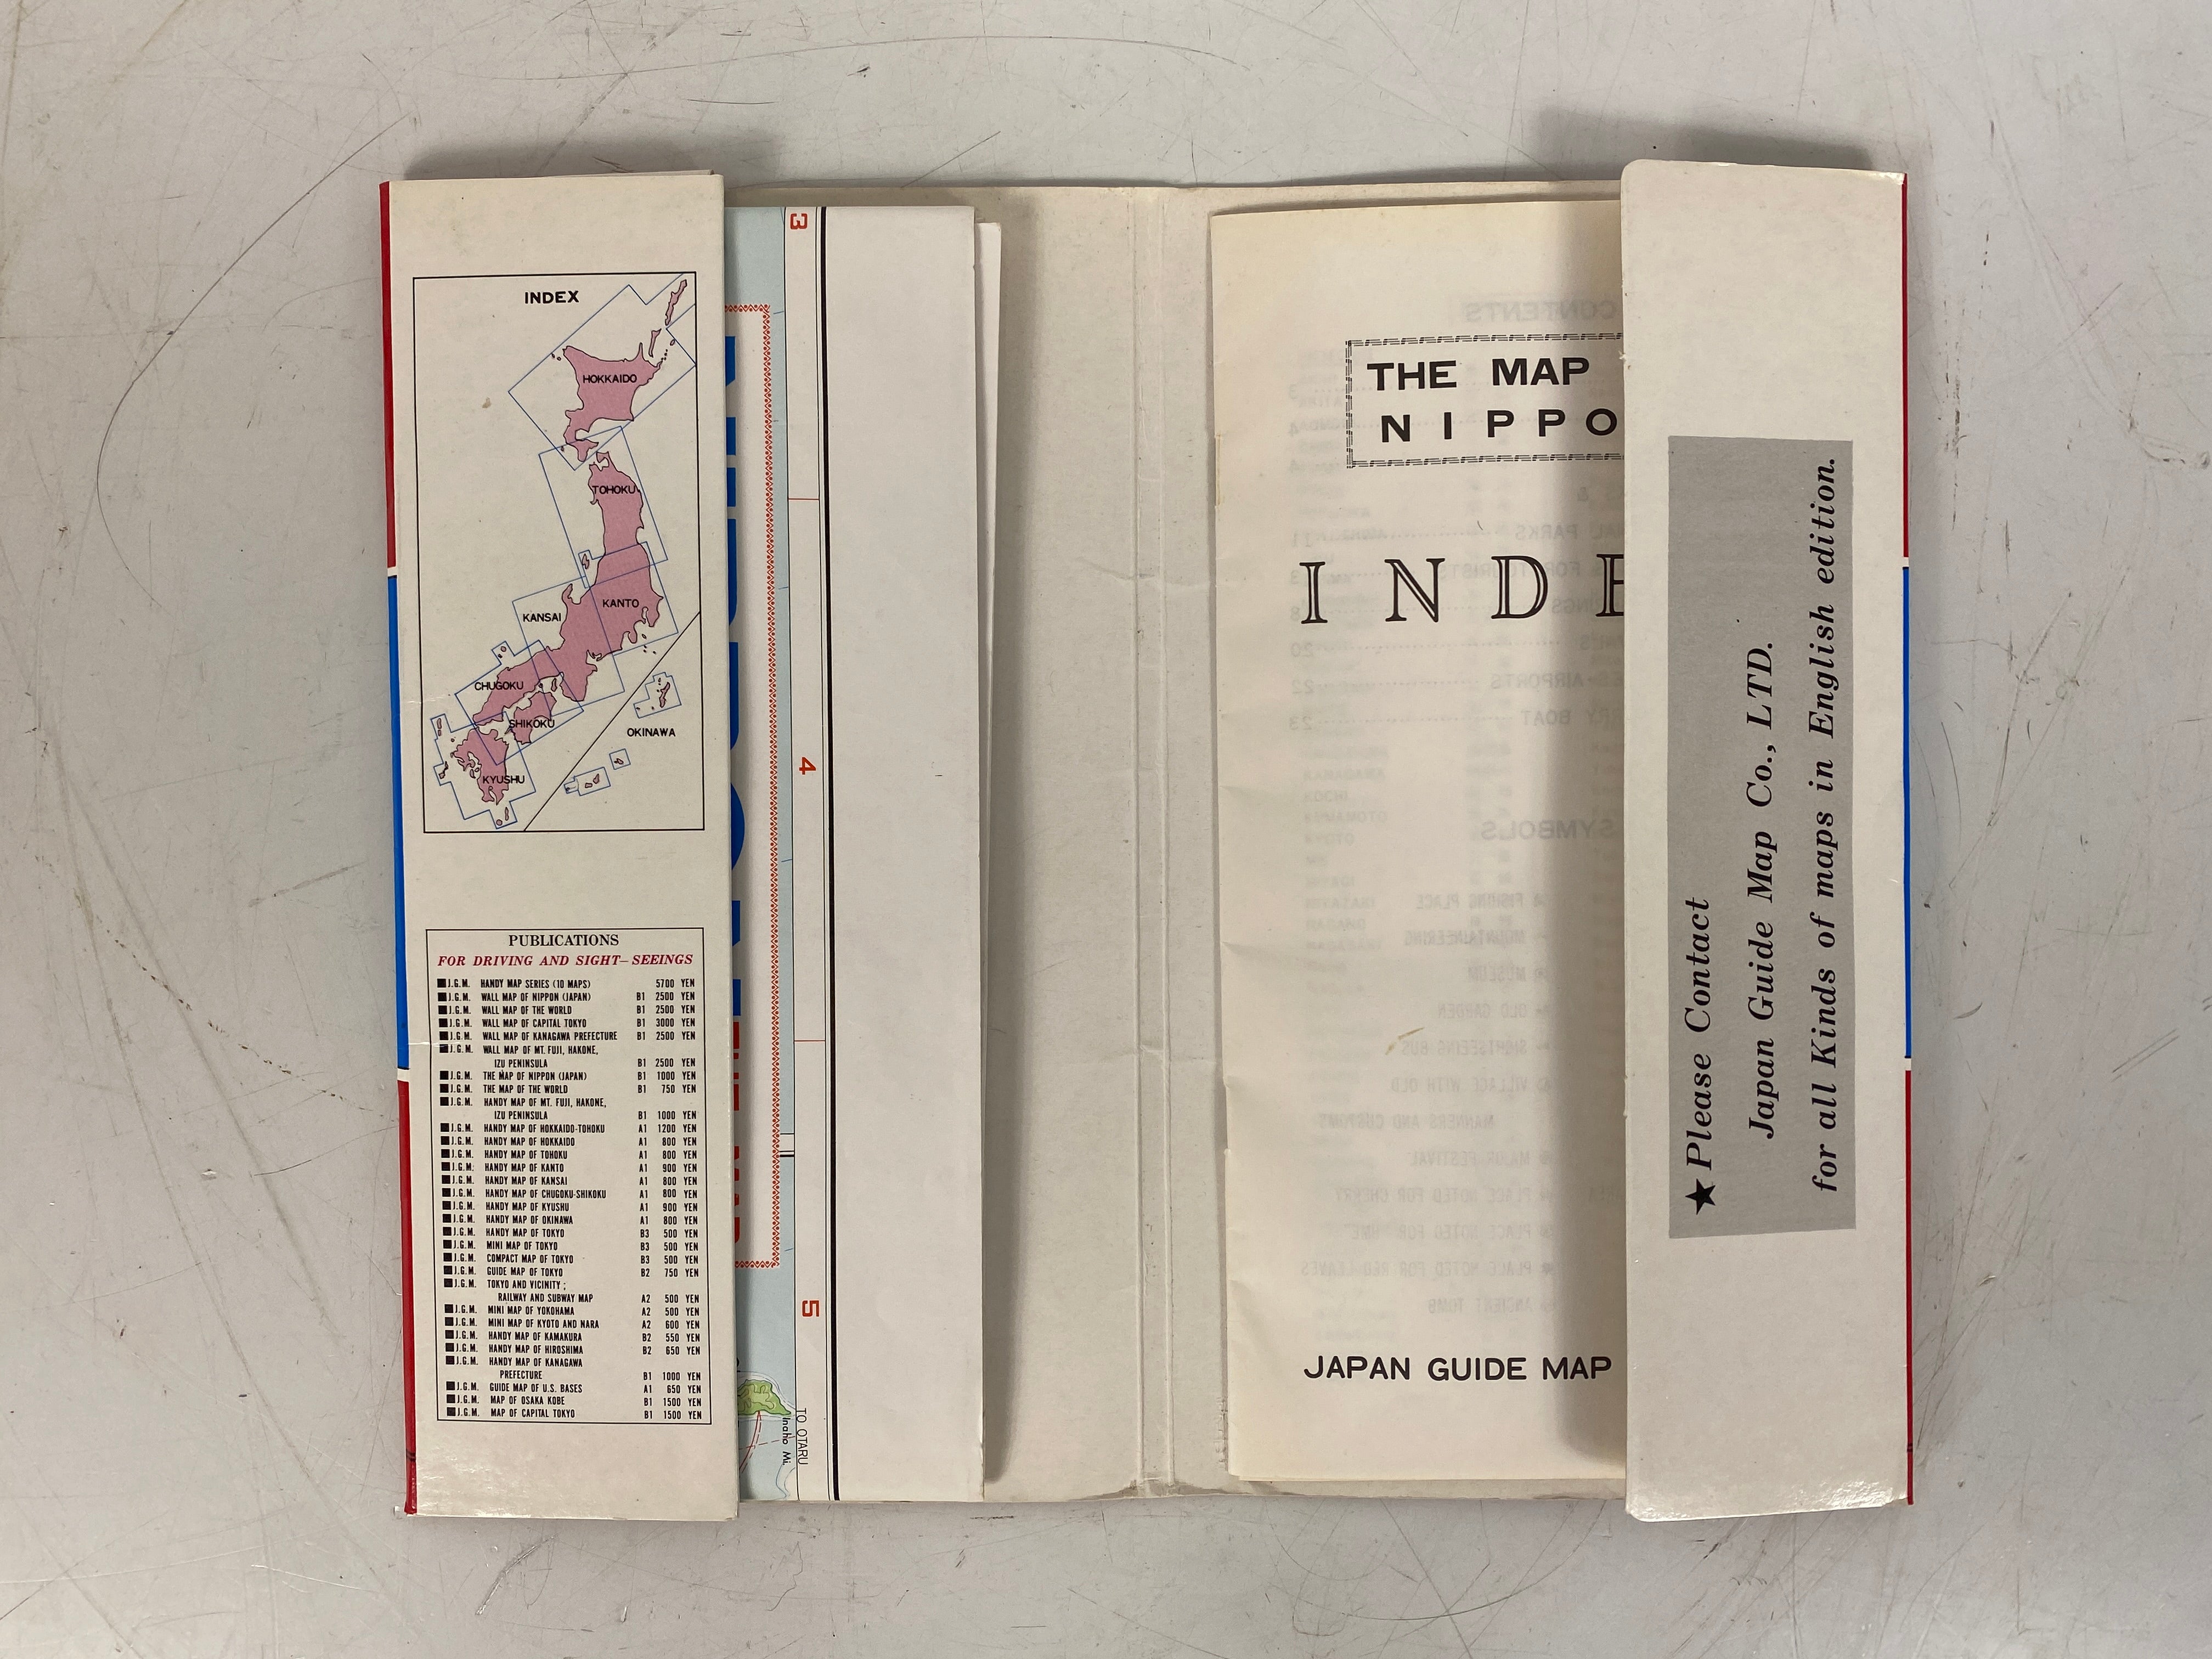 INDEX
HOKKAIDO
TOHOKU
KANTO
KANSAI
CHUGOKU
SHIKOKU
OKINAWA
KYUSHU
PUBLICATIONS
FOR DRIVING AND SIGHT–SEEINGS
■ J.G.M. HANDY MAP SERIES (10 MAPS) 5700 YEN
■ J.G.M. WALL MAP OF NIPPON (JAPAN) B1 2500 YEN
■ J.G.M. WALL MAP OF THE WORLD B1 2500 YEN
■ J.G.M. WALL MAP OF CAPITAL TOKYO B1 3000 YEN
■ J.G.M. WALL MAP OF KANAGAWA PREFECTURE B1 2500 YEN
■ J.G.M. WALL MAP OF MT. FUJI, HAKONE,
IZU PENINSULA B1 2500 YEN
■ J.G.M. THE MAP OF NIPPON (JAPAN) B1 1000 YEN
■ J.G.M. THE MAP OF THE WORLD B1 750 YEN
■ J.G.M. HANDY MAP OF MT. FUJI, HAKONE,
IZU PENINSULA B1 1000 YEN
■ J.G.M. HANDY MAP OF HOKKAIDO-TOHOKU A1 1200 YEN
■ J.G.M. HANDY MAP OF HOKKAIDO A1 800 YEN
■ J.G.M. HANDY MAP OF TOHOKU A1 800 YEN
■ J.G.M. HANDY MAP OF KANTO A1 900 YEN
■ J.G.M. HANDY MAP OF KANSAI A1 800 YEN
■ J.G.M. HANDY MAP OF CHUGOKU-SHIKOKU A1 800 YEN
■ J.G.M. HANDY MAP OF KYUSHU A1 900 YEN
■ J.G.M. HANDY MAP OF OKINAWA A1 800 YEN
■ J.G.M. HANDY MAP OF TOKYO B3 500 YEN
■ J.G.M. MINI MAP OF TOKYO B3 500 YEN
■ J.G.M. COMPACT MAP OF TOKYO B3 500 YEN
■ J.G.M. GUIDE MAP OF TOKYO B2 750 YEN
■ J.G.M. TOKYO AND VICINITY ;
RAILWAY AND SUBWAY MAP A2 500 YEN
■ J.G.M. MINI MAP OF YOKOHAMA A2 500 YEN
■ J.G.M. MINI MAP OF KYOTO AND NARA A2 600 YEN
■ J.G.M. HANDY MAP OF KAMAKURA B2 550 YEN
■ J.G.M. HANDY MAP OF HIROSHIMA B2 650 YEN
■ J.G.M. HANDY MAP OF KANAGAWA
PREFECTURE B1 1000 YEN
■ J.G.M. GUIDE MAP OF U.S. BASES A1 650 YEN
■ J.G.M. MAP OF OSAKA KOBE B1 1500 YEN
■ J.G.M. MAP OF CAPITAL TOKYO B1 1500 YEN
3
4
5
TO OTARU
Inaho Mi.
THE MAP
NIPPO
INDE
JAPAN GUIDE MAP
★Please Contact
Japan Guide Map Co., LTD.
for all Kinds of maps in English edition.